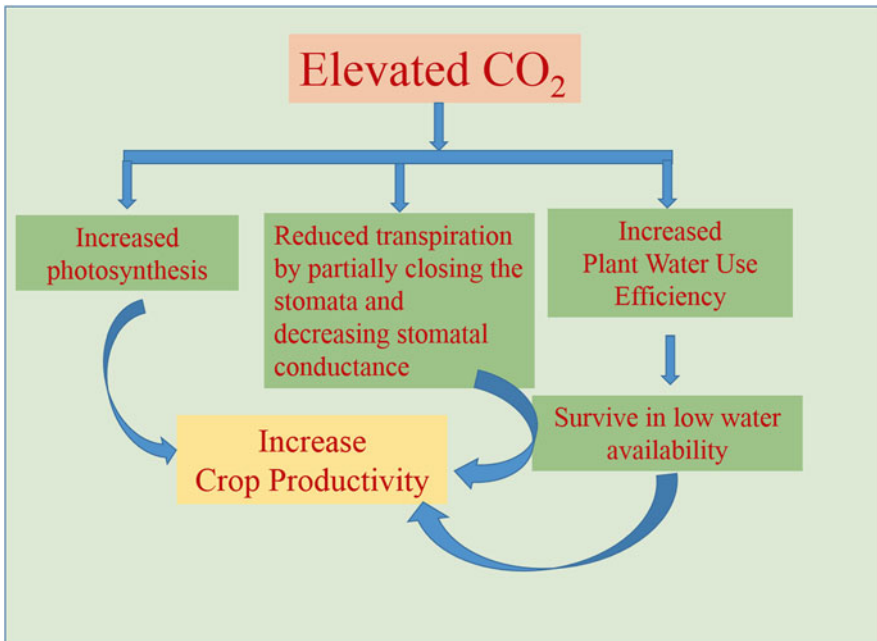 Elevated CO₂
Increased
photosynthesis
Reduced transpiration
by partially closing the
stomata and
decreasing stomatal
conductance
Increased
Plant Water Use
Efficiency
Survive in low water
availability
Increase
Crop Productivity